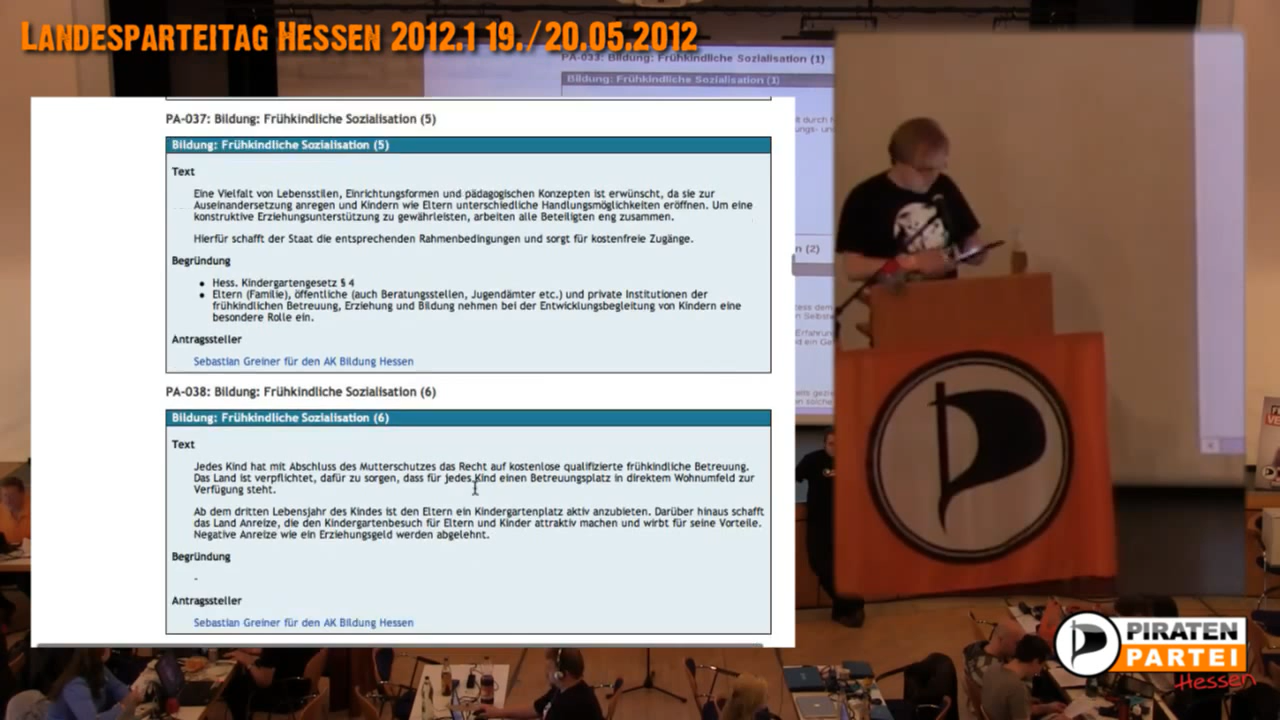 LANDESPARTEITAG HESSEN 2012.1 19./20.05.2012
PA-033: Bildung: Frühkindliche Sozialisation (1)
Bildung: Frühkindliche Sozialisation (1)
PA-037: Bildung: Frühkindliche Sozialisation (5)
Bildung: Frühkindliche Sozialisation (5)
Text
Eine Vielfalt von Lebensstilen, Einrichtungsformen und pädagogischen Konzepten ist erwünscht, da sie zur
Auseinandersetzung anregen und Kindern wie Eltern unterschiedliche Handlungsmöglichkeiten eröffnen. Um eine
konstruktive Erziehungsunterstützung zu gewährleisten, arbeiten alle Beteiligten eng zusammen.
Hierfür schafft der Staat die entsprechenden Rahmenbedingungen und sorgt für kostenfreie Zugänge.
Begründung
• Hess. Kindergartengesetz § 4
• Eltern (Familie), öffentliche (auch Beratungsstellen, Jugendämter etc.) und private Institutionen der
frühkindlichen Betreuung, Erziehung und Bildung nehmen bei der Entwicklungsbegleitung von Kindern eine
besondere Rolle ein.
Antragssteller
Sebastian Greiner für den AK Bildung Hessen
PA-038: Bildung: Frühkindliche Sozialisation (6)
Bildung: Frühkindliche Sozialisation (6)
Text
Jedes Kind hat mit Abschluss des Mutterschutzes das Recht auf kostenlose qualifizierte frühkindliche Betreuung.
Das Land ist verpflichtet, dafür zu sorgen, dass für jedes Kind einen Betreuungsplatz in direktem Wohnumfeld zur
Verfügung steht.
Ab dem dritten Lebensjahr des Kindes ist den Eltern ein Kindergartenplatz aktiv anzubieten. Darüber hinaus schafft
das Land Anreize, die den Kindergartenbesuch für Eltern und Kinder attraktiv machen und wirbt für seine Vorteile.
Negative Anreize wie ein Erziehungsgeld werden abgelehnt.
Begründung
-
Antragssteller
Sebastian Greiner für den AK Bildung Hessen
n (2)
PIRATEN
PARTEI
Hessen